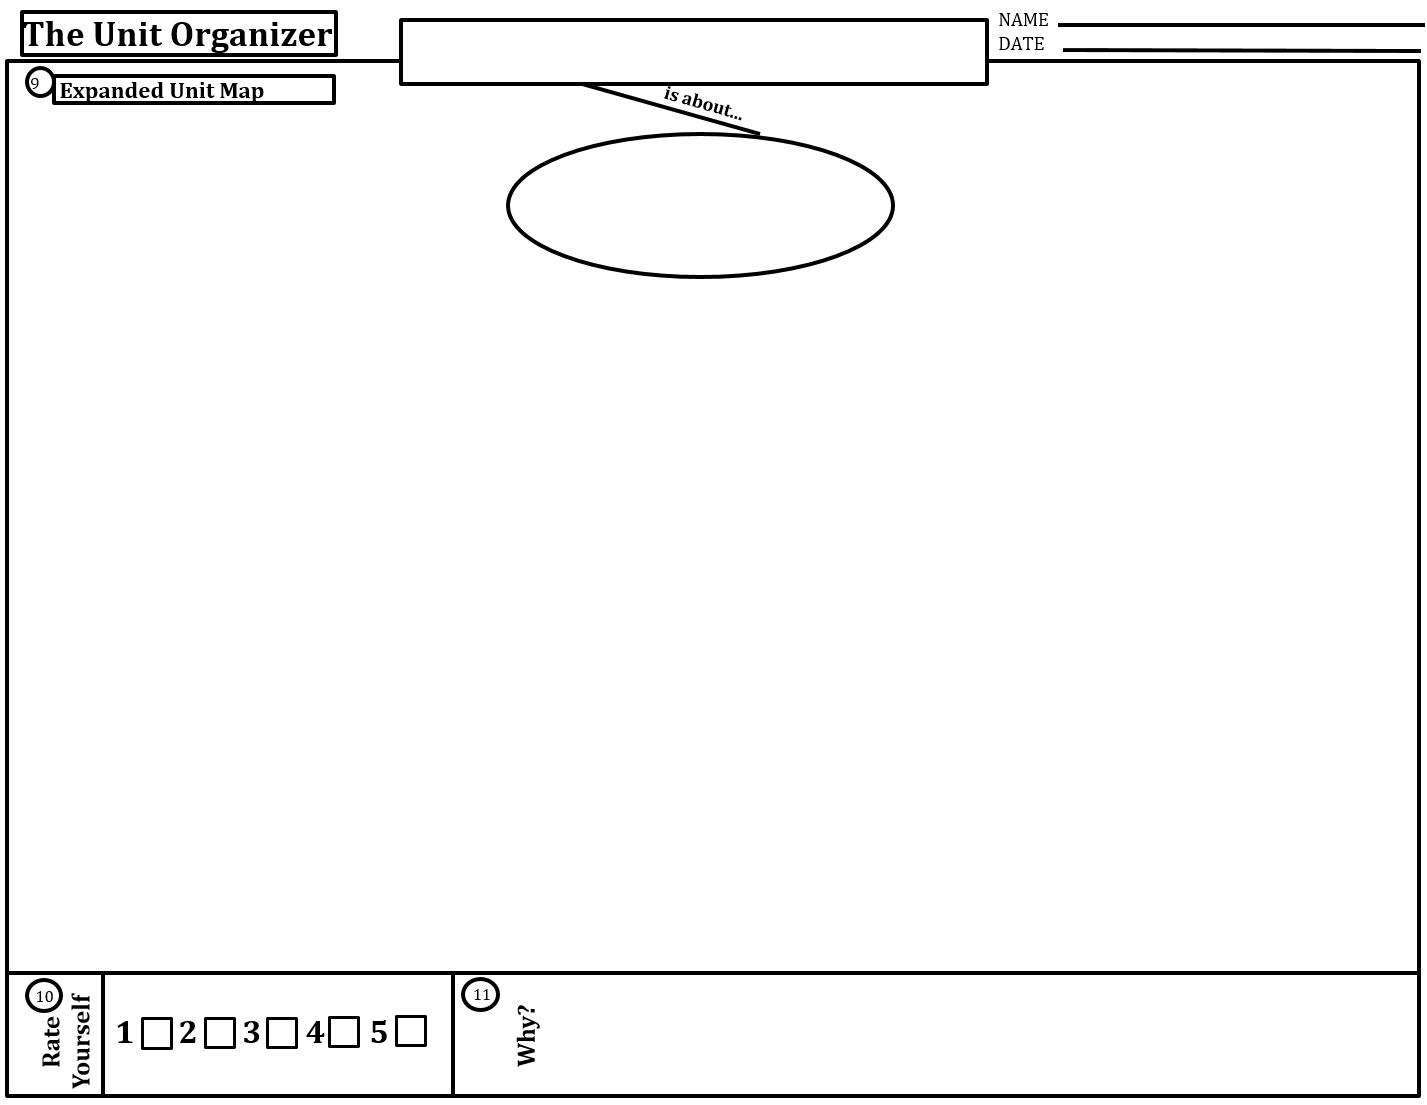 The Unit Organizer
NAME
DATE
9
Expanded Unit Map
is about...
10
Rate
Yourself
1 2 3 4 5
11
Why?